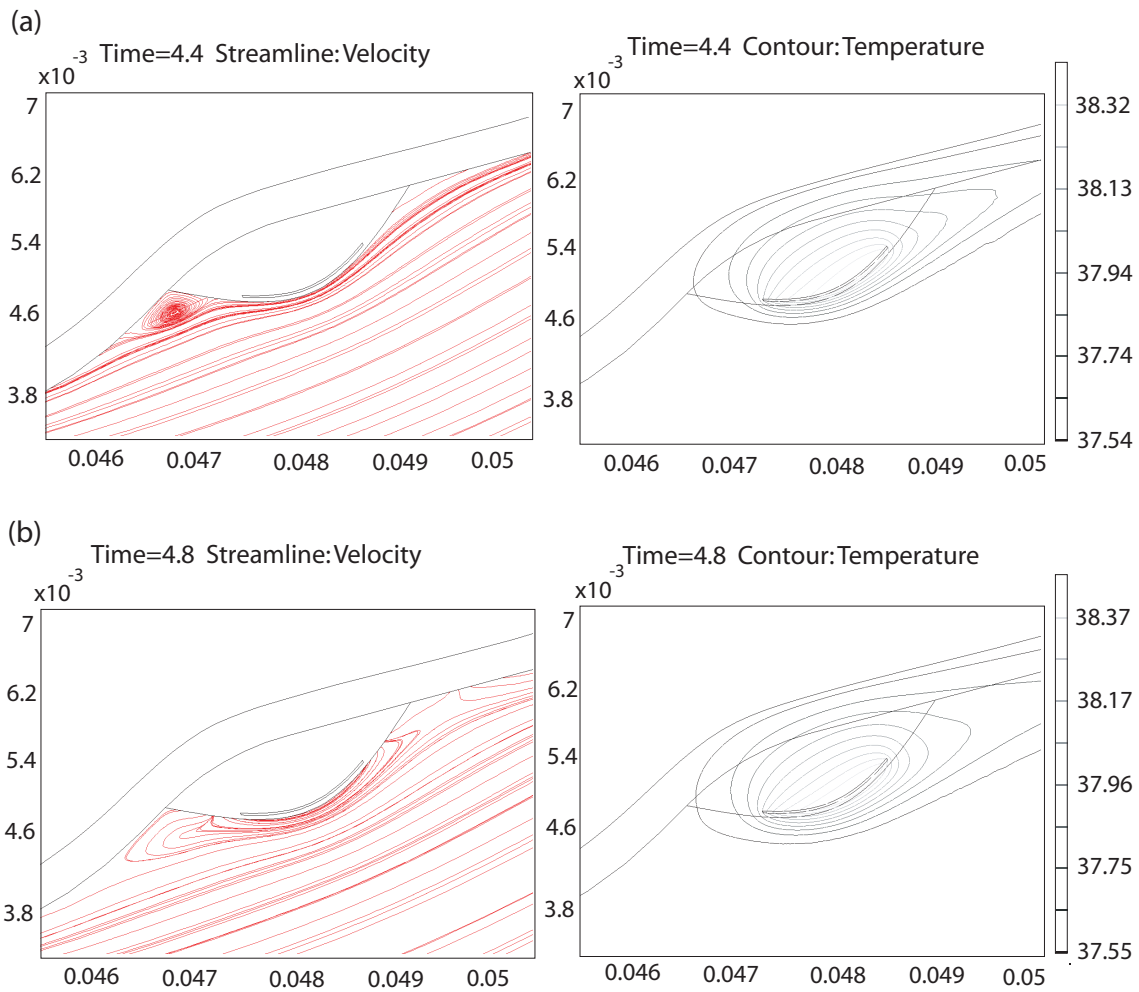 (a)
Time=4.4 Streamline: Velocity
x10^-3
7
6.2
5.4
4.6
3.8
0.046 0.047 0.048 0.049 0.05
Time=4.4 Contour: Temperature
x10^-3
7
6.2
5.4
4.6
3.8
0.046 0.047 0.048 0.049 0.05
38.32
38.13
37.94
37.74
37.54
(b)
Time=4.8 Streamline: Velocity
x10^-3
7
6.2
5.4
4.6
3.8
0.046 0.047 0.048 0.049 0.05
Time=4.8 Contour: Temperature
x10^-3
7
6.2
5.4
4.6
3.8
0.046 0.047 0.048 0.049 0.05
38.37
38.17
37.96
37.75
37.55